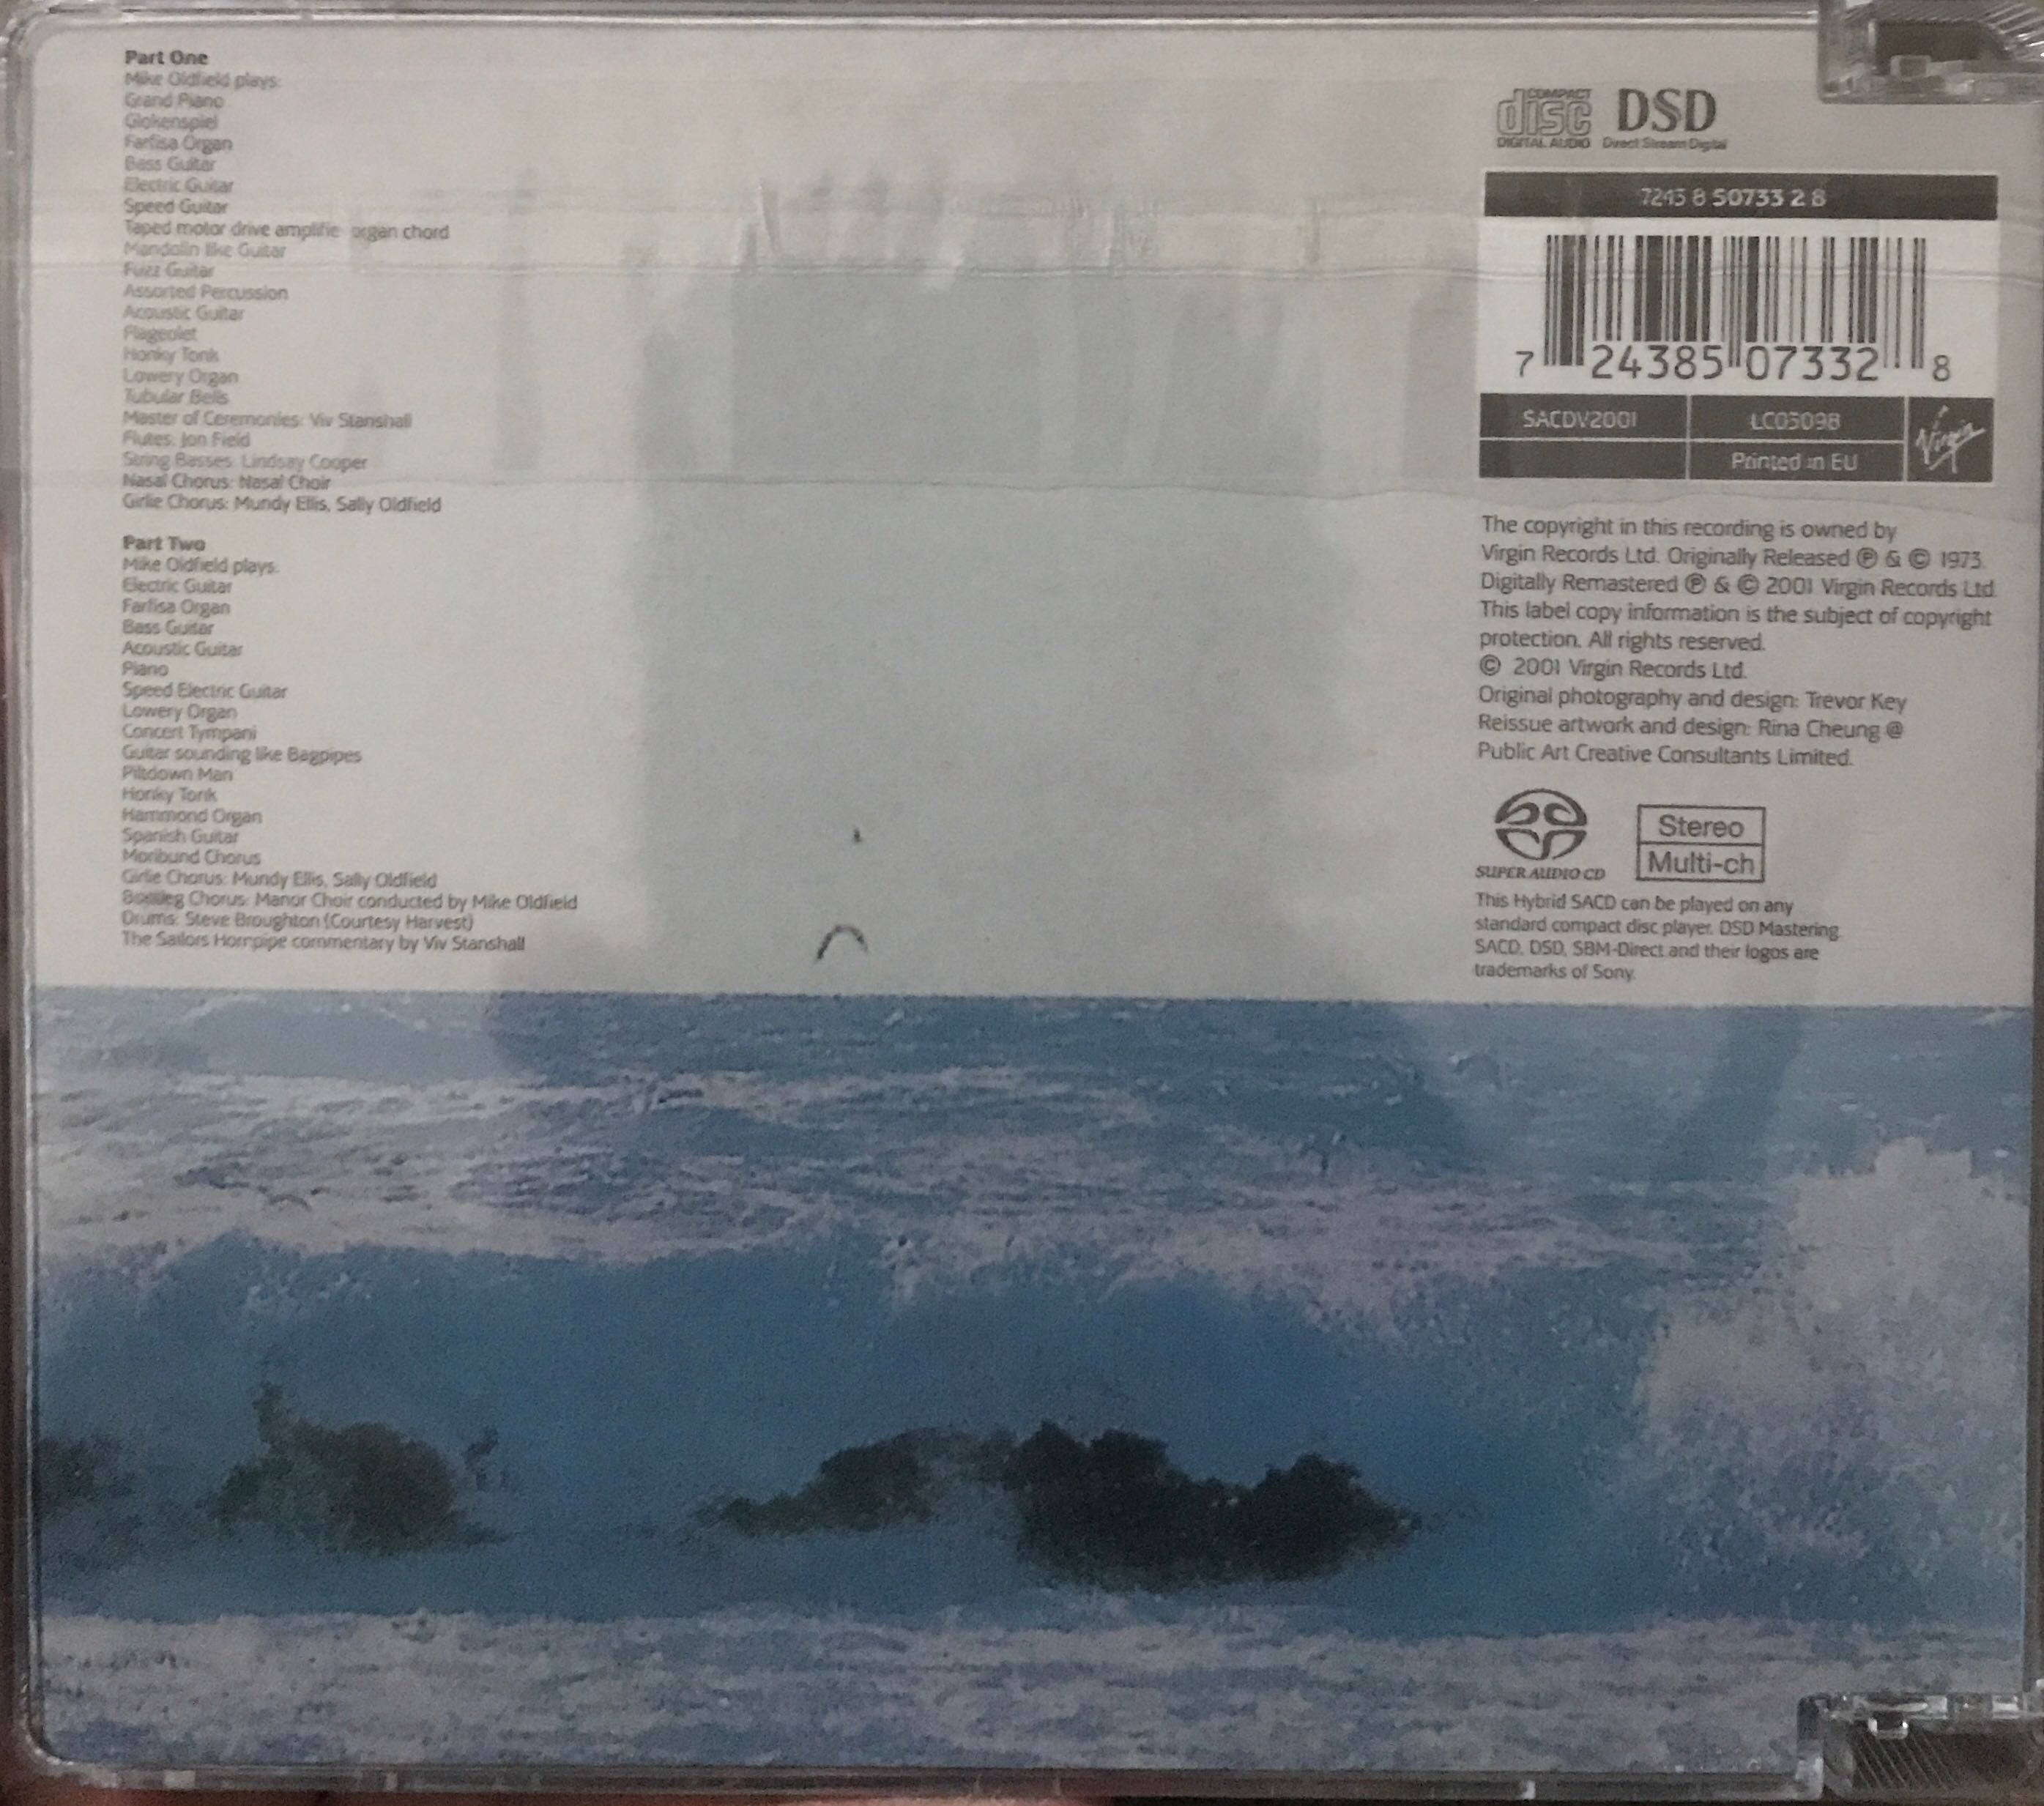 Part One
Mike Oldfield plays:
Grand Piano
Glokenspiel
Farfisa Organ
Bass Guitar
Electric Guitar
Speed Guitar
Taped motor drive amplifie organ chord
Mandolin like Guitar
Fuzz Guitar
Assorted Percussion
Acoustic Guitar
Flageolet
Honky Tonk
Lowery Organ
Tubular Bells
Master of Ceremonies: Viv Stanshall
Flutes: Jon Field
String Basses: Lindsay Cooper
Nasal Chorus: Nasal Choir
Girlie Chorus: Mundy Ellis, Sally Oldfield
Part Two
Mike Oldfield plays:
Electric Guitar
Farfisa Organ
Bass Guitar
Acoustic Guitar
Piano
Speed Electric Guitar
Lowery Organ
Concert Tympani
Guitar sounding like Bagpipes
Piltdown Man
Honky Tonk
Hammond Organ
Spanish Guitar
Moribund Chorus
Girlie Chorus: Mundy Ellis, Sally Oldfield
Bootleg Chorus: Manor Choir conducted by Mike Oldfield
Drums: Steve Broughton (Courtesy Harvest)
The Sailors Hornpipe commentary by Viv Stanshall
COMPACT
disc DSD
DIGITAL AUDIO Direct Stream Digital
7243 8 50733 2 8
7 24385 07332 8
SACDV2001 LC03098 Virgin
Printed in EU
The copyright in this recording is owned by
Virgin Records Ltd. Originally Released ℗ & © 1973.
Digitally Remastered ℗ & © 2001 Virgin Records Ltd.
This label copy information is the subject of copyright
protection. All rights reserved.
© 2001 Virgin Records Ltd.
Original photography and design: Trevor Key
Reissue artwork and design: Rina Cheung @
Public Art Creative Consultants Limited.
SUPER AUDIO CD
Stereo
Multi-ch
This Hybrid SACD can be played on any
standard compact disc player. DSD Mastering.
SACD, DSD, SBM-Direct and their logos are
trademarks of Sony.